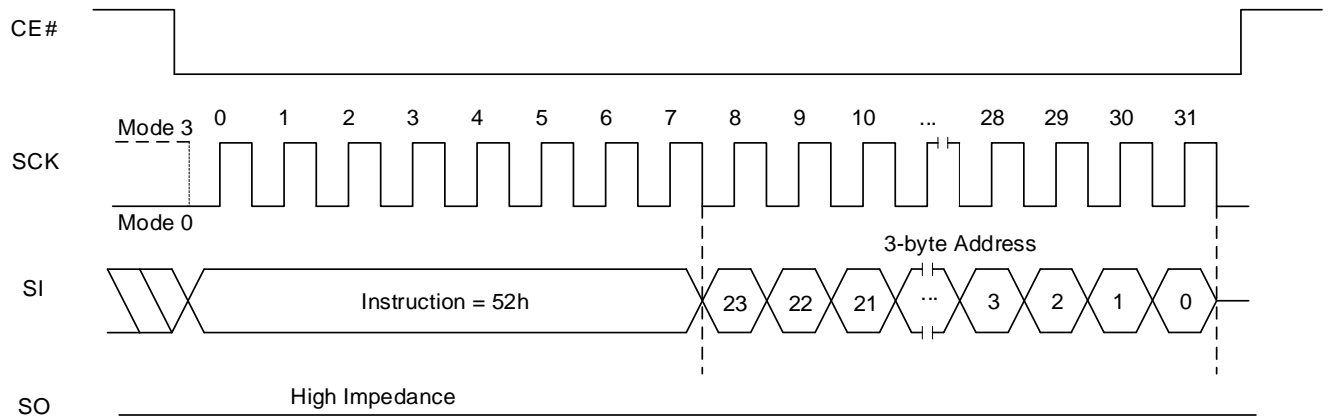 CE#
0 1 2 3 4 5 6 7 8 9 10 ... 28 29 30 31
Mode 3
SCK
Mode 0
3-byte Address
SI
Instruction = 52h 23 22 21 ... 3 2 1 0
High Impedance
SO